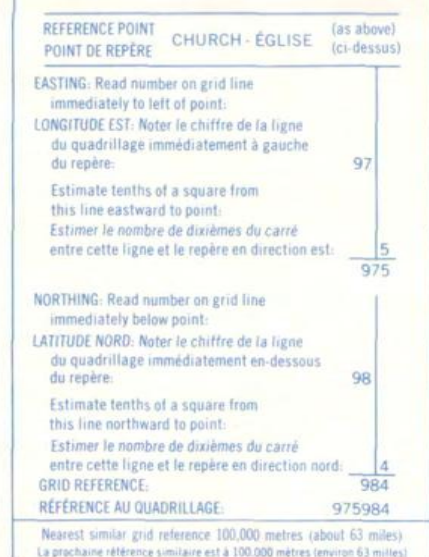 REFERENCE POINT CHURCH - ÉGLISE (as above)
POINT DE REPÈRE (ci-dessus)
EASTING: Read number on grid line
immediately to left of point:
LONGITUDE EST: Noter le chiffre de la ligne
du quadrillage immédiatement à gauche
du repère: 97
Estimate tenths of a square from
this line eastward to point:
Estimer le nombre de dixièmes du carré
entre cette ligne et le repère en direction est: 5
975
NORTHING: Read number on grid line
immediately below point:
LATITUDE NORD: Noter le chiffre de la ligne
du quadrillage immédiatement en-dessous
du repère: 98
Estimate tenths of a square from
this line northward to point:
Estimer le nombre de dixièmes du carré
entre cette ligne et le repère en direction nord: 4
GRID REFERENCE: 984
RÉFÉRENCE AU QUADRILLAGE: 975984
Nearest similar grid reference 100,000 metres (about 63 miles)
La prochaine référence similaire est à 100,000 mètres (environ 63 milles)